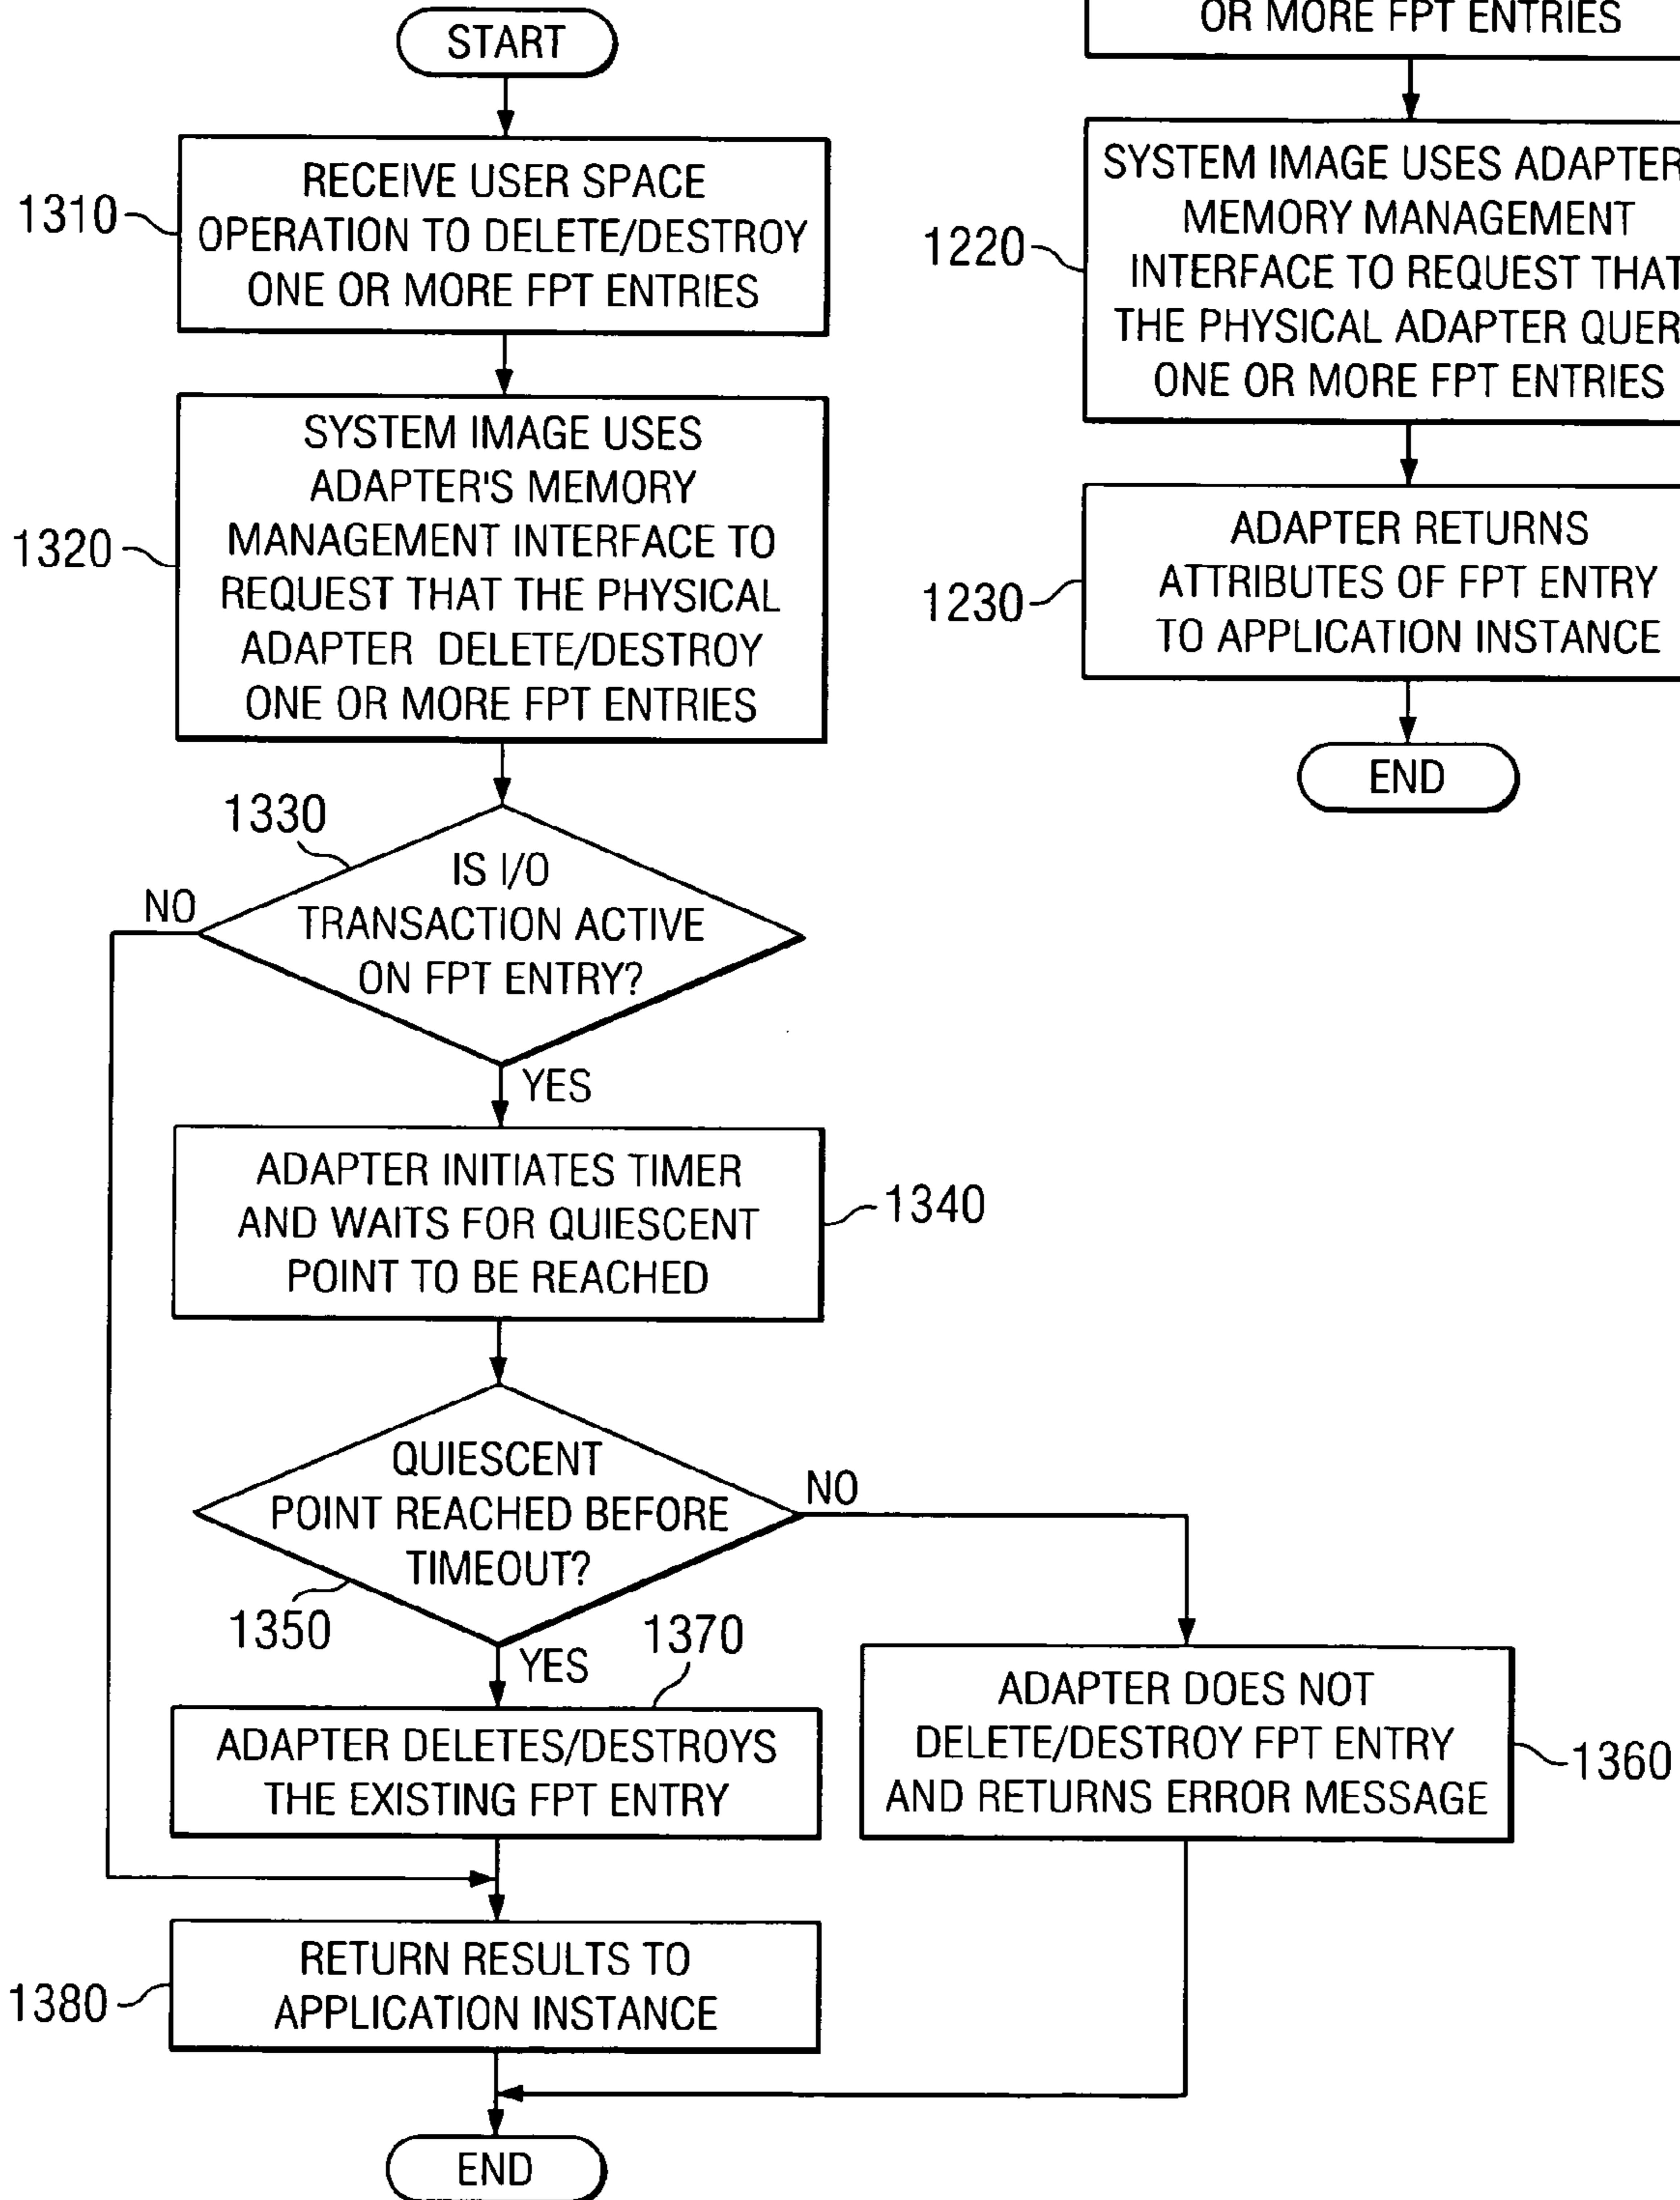 START
1310
RECEIVE USER SPACE
OPERATION TO DELETE/DESTROY
ONE OR MORE FPT ENTRIES
1320
SYSTEM IMAGE USES
ADAPTER'S MEMORY
MANAGEMENT INTERFACE TO
REQUEST THAT THE PHYSICAL
ADAPTER DELETE/DESTROY
ONE OR MORE FPT ENTRIES
1330
IS I/O
TRANSACTION ACTIVE
ON FPT ENTRY?
NO
YES
ADAPTER INITIATES TIMER
AND WAITS FOR QUIESCENT
POINT TO BE REACHED
1340
QUIESCENT
POINT REACHED BEFORE
TIMEOUT?
NO
1350
YES
1370
ADAPTER DELETES/DESTROYS
THE EXISTING FPT ENTRY
ADAPTER DOES NOT
DELETE/DESTROY FPT ENTRY
AND RETURNS ERROR MESSAGE
1360
1380
RETURN RESULTS TO
APPLICATION INSTANCE
END
OR MORE FPT ENTRIES
1220
SYSTEM IMAGE USES ADAPTER
MEMORY MANAGEMENT
INTERFACE TO REQUEST THAT
THE PHYSICAL ADAPTER QUER
ONE OR MORE FPT ENTRIES
1230
ADAPTER RETURNS
ATTRIBUTES OF FPT ENTRY
TO APPLICATION INSTANCE
END